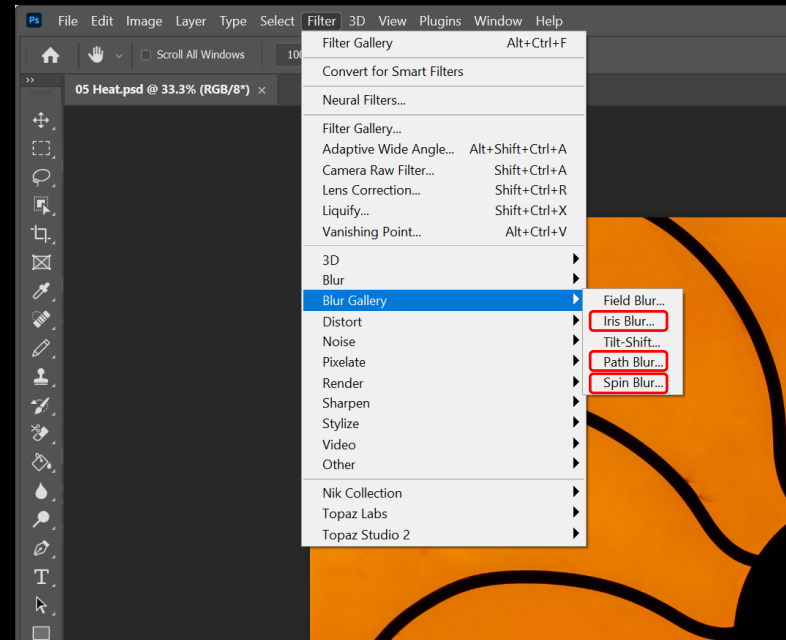 Ps File Edit Image Layer Type Select Filter 3D View Plugins Window Help
Scroll All Windows 100
05 Heat.psd @ 33.3% (RGB/8*) ×
Filter Gallery Alt+Ctrl+F
Convert for Smart Filters
Neural Filters...
Filter Gallery...
Adaptive Wide Angle... Alt+Shift+Ctrl+A
Camera Raw Filter... Shift+Ctrl+A
Lens Correction... Shift+Ctrl+R
Liquify... Shift+Ctrl+X
Vanishing Point... Alt+Ctrl+V
3D
Blur
Blur Gallery
Distort
Noise
Pixelate
Render
Sharpen
Stylize
Video
Other
Nik Collection
Topaz Labs
Topaz Studio 2
Field Blur...
Iris Blur...
Tilt-Shift...
Path Blur...
Spin Blur...